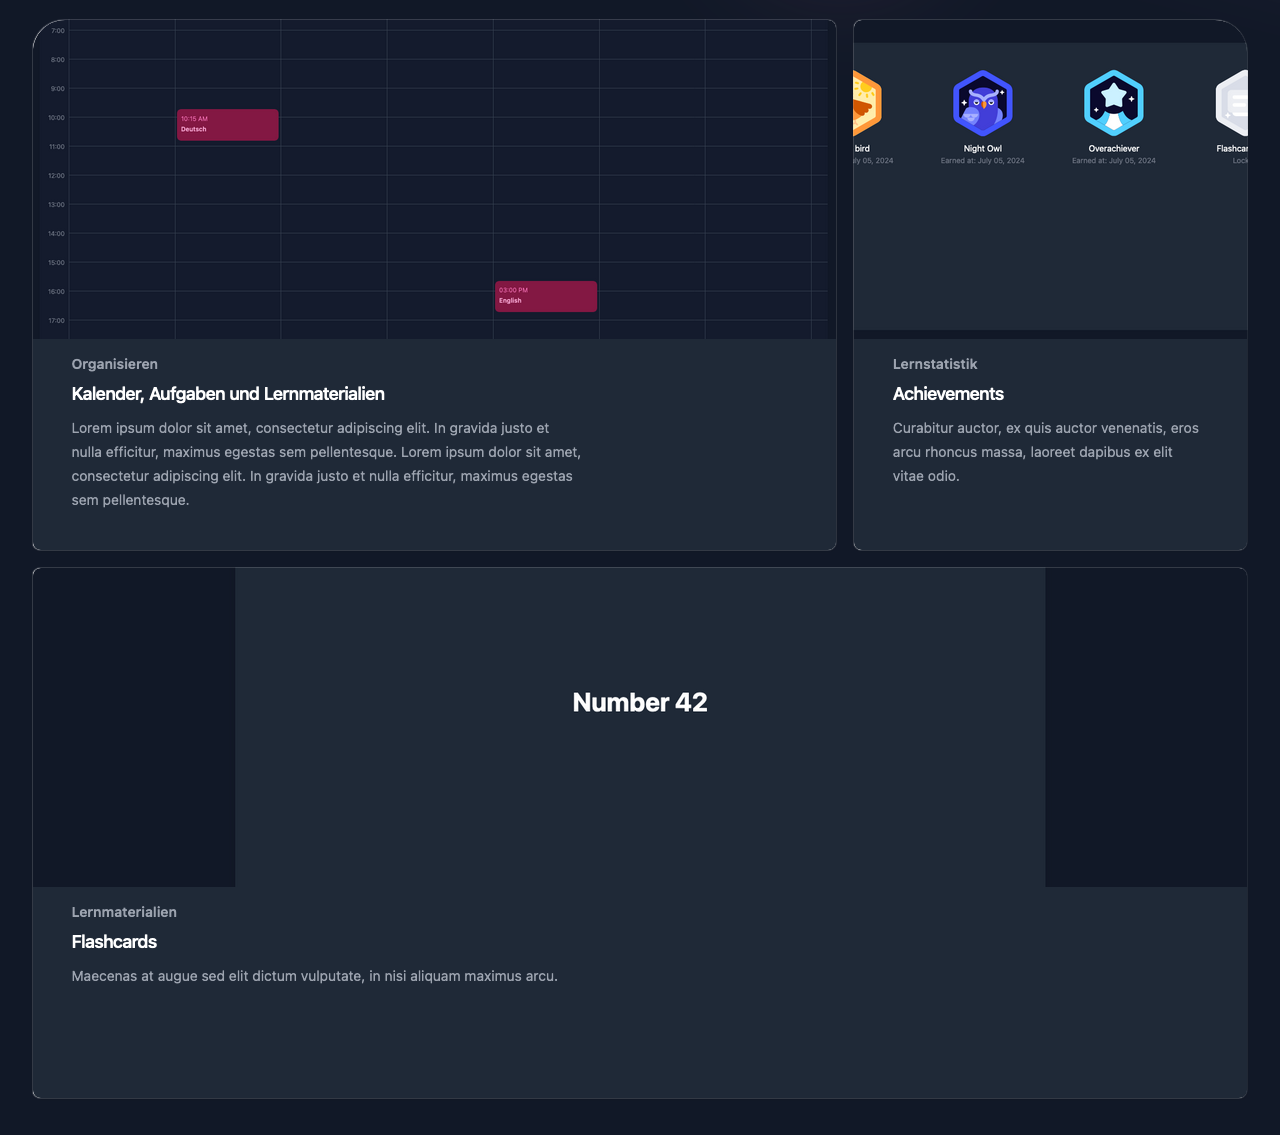 7:00
8:00
9:00
10:00
11:00
12:00
13:00
14:00
15:00
16:00
17:00
10:15 AM
Deutsch
03:00 PM
English
Organisieren
Kalender, Aufgaben und Lernmaterialien
Lorem ipsum dolor sit amet, consectetur adipiscing elit. In gravida justo et
nulla efficitur, maximus egestas sem pellentesque. Lorem ipsum dolor sit amet,
consectetur adipiscing elit. In gravida justo et nulla efficitur, maximus egestas
sem pellentesque.
bird
July 05, 2024
Night Owl
Earned at: July 05, 2024
Overachiever
Earned at: July 05, 2024
Flashcar
Lock
Lernstatistik
Achievements
Curabitur auctor, ex quis auctor venenatis, eros
arcu rhoncus massa, laoreet dapibus ex elit
vitae odio.
Number 42
Lernmaterialien
Flashcards
Maecenas at augue sed elit dictum vulputate, in nisi aliquam maximus arcu.